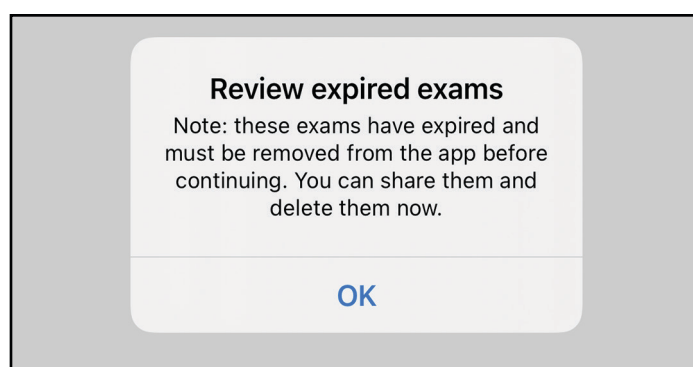 Review expired exams
Note: these exams have expired and
must be removed from the app before
continuing. You can share them and
delete them now.
OK